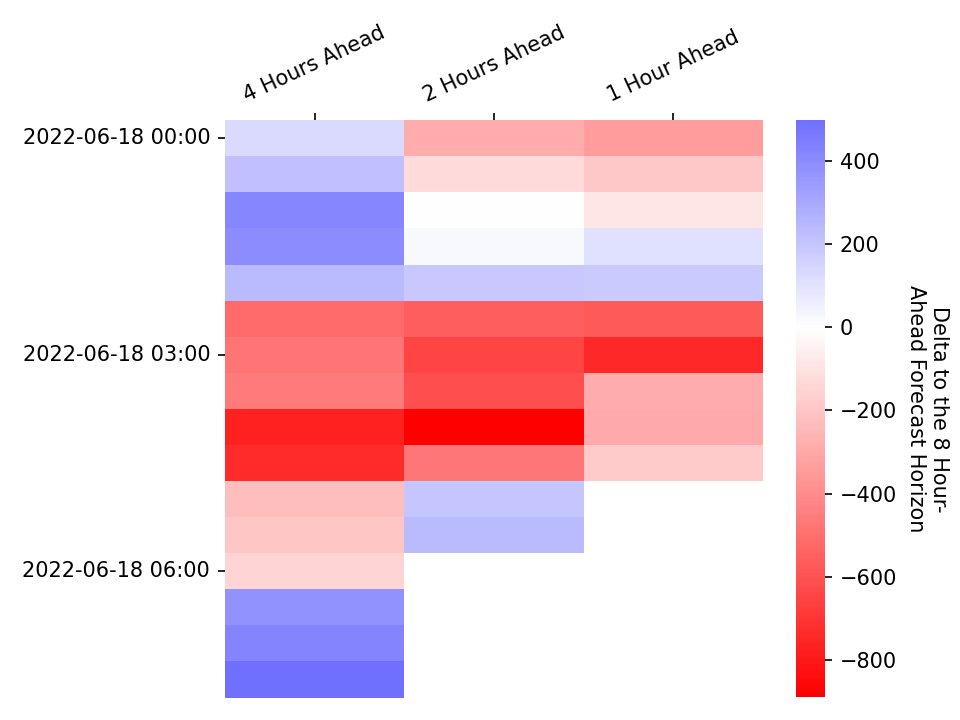 4 Hours Ahead
2 Hours Ahead
1 Hour Ahead
2022-06-18 00:00
2022-06-18 03:00
2022-06-18 06:00
400
200
0
−200
−400
−600
−800
Delta to the 8 Hour-
Ahead Forecast Horizon